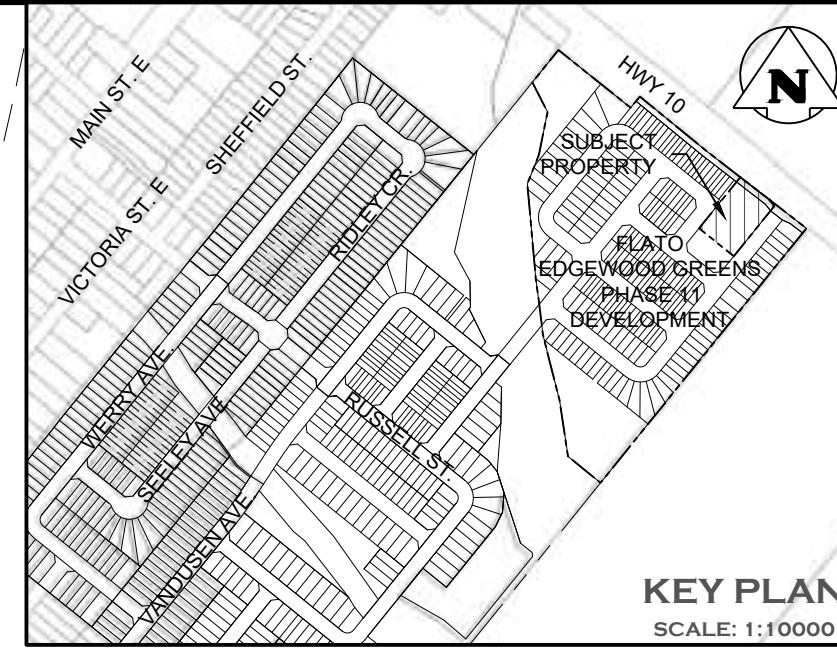 MAIN ST. E
SHEFFIELD ST.
HWY 10
N
VICTORIA ST. E
SUBJECT
PROPERTY
RIDLEY CR.
FLATO
EDGEWOOD GREENS
PHASE 11
DEVELOPMENT
WERRY AVE.
SEELEY AVE.
RUSSELL ST.
VANDUSEN AVE.
KEY PLAN
SCALE: 1:10000